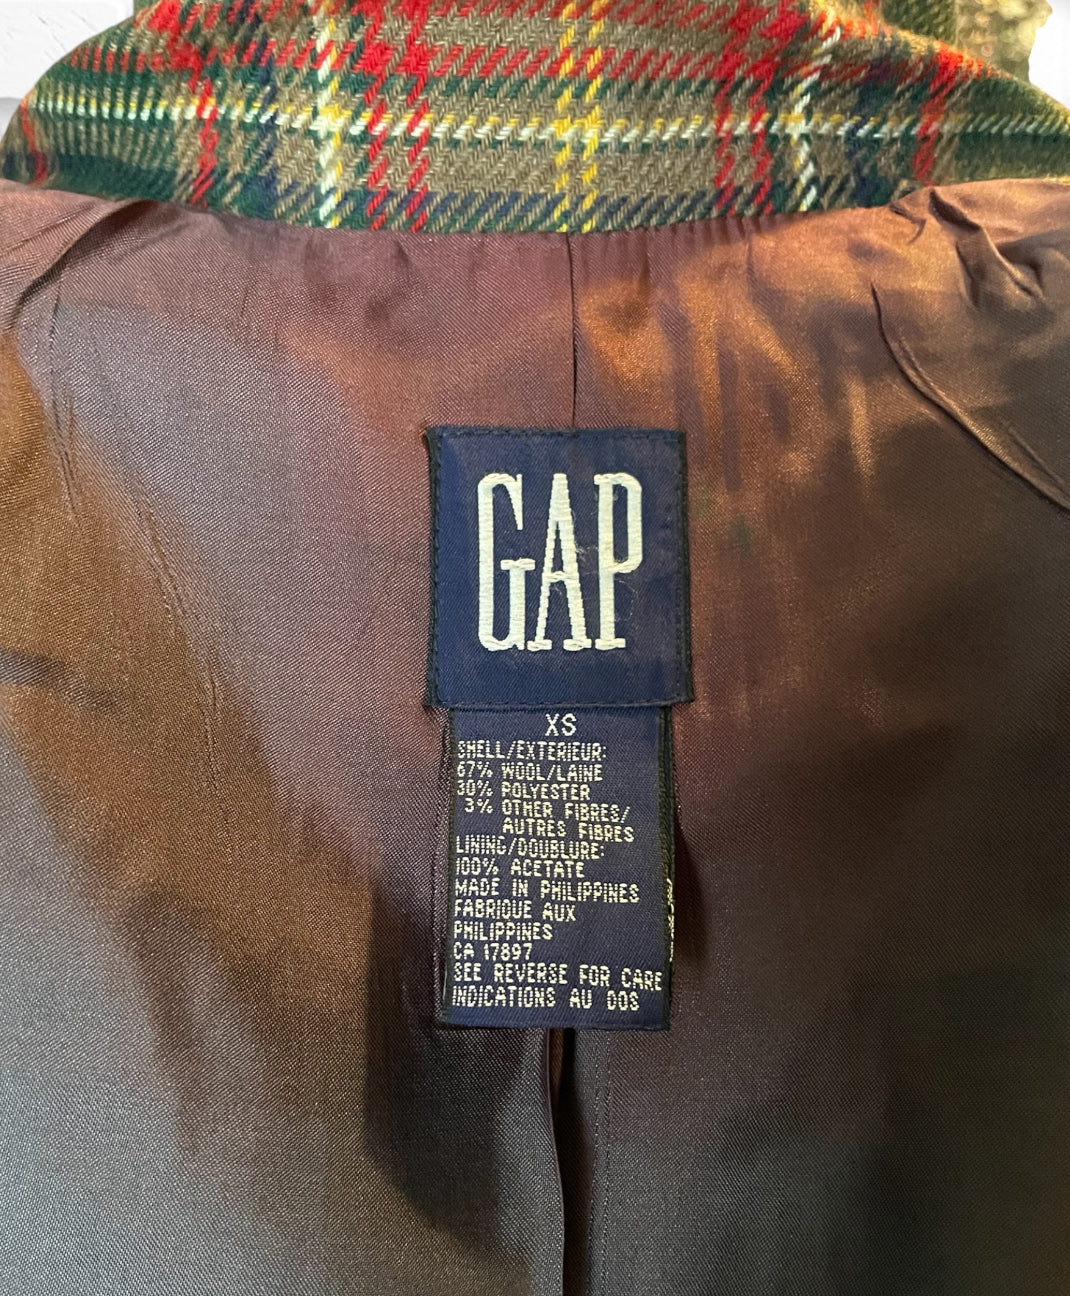 GAP
XS
SHELL/EXTERIEUR:
67% WOOL/LAINE
30% POLYESTER
3% OTHER FIBRES/
AUTRES FIBRES
LINING/DOUBLURE:
100% ACETATE
MADE IN PHILIPPINES
FABRIQUE AUX
PHILIPPINES
CA 17897
SEE REVERSE FOR CARE
INDICATIONS AU DOS